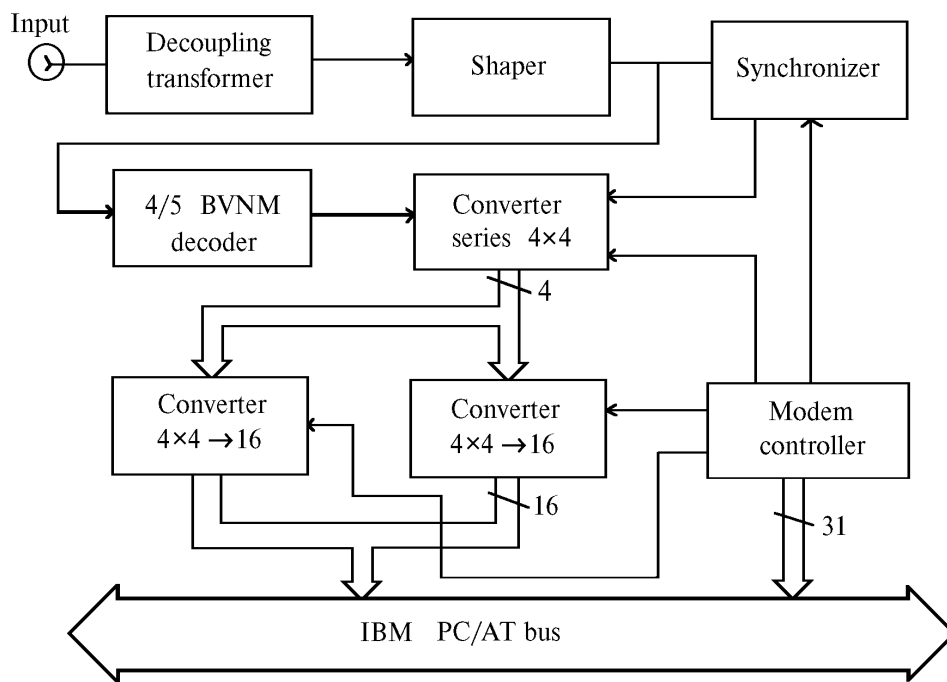 Input
Decoupling
transformer
Shaper
Synchronizer
4/5 BVNM
decoder
Converter
series 4×4
4
Converter
4×4 →16
Converter
4×4 →16
Modem
controller
16
31
IBM PC/AT bus